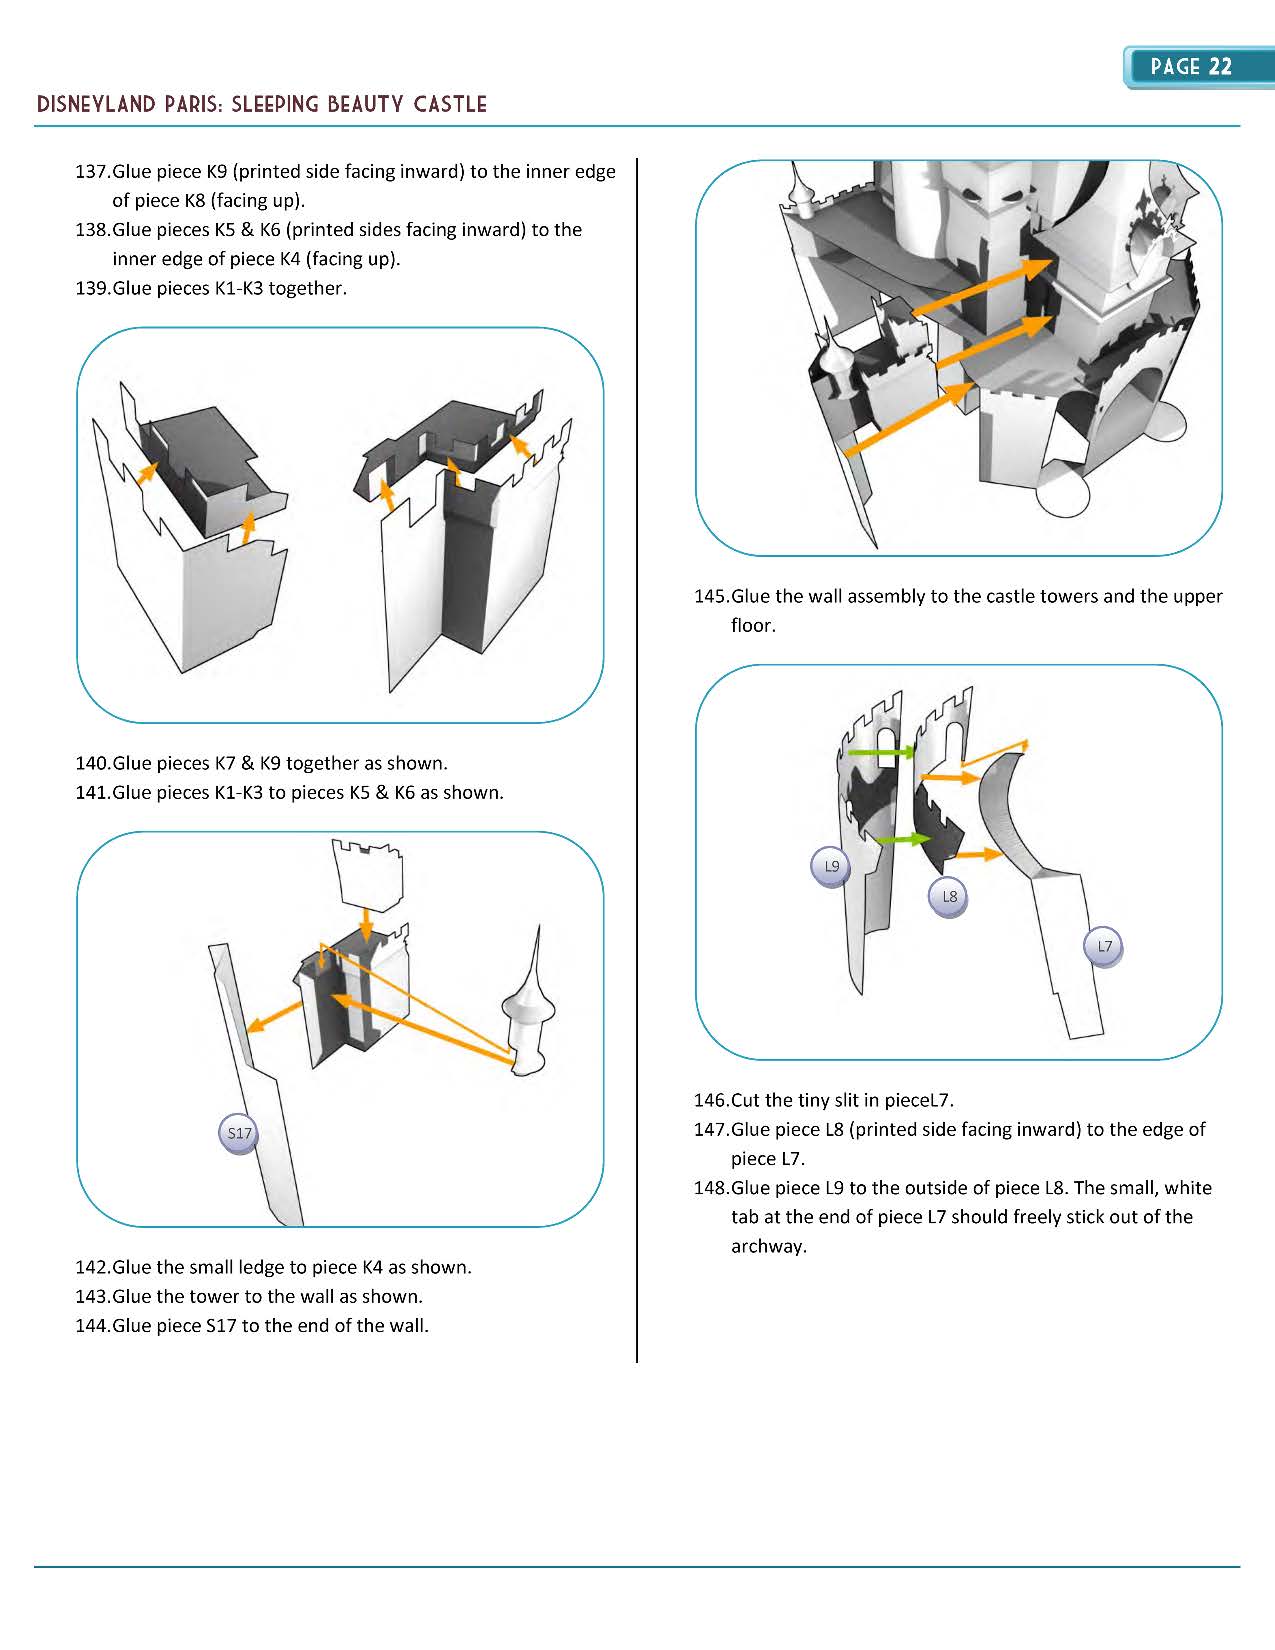 PAGE 22
DISNEYLAND PARIS: SLEEPING BEAUTY CASTLE
137.Glue piece K9 (printed side facing inward) to the inner edge
of piece K8 (facing up).
138.Glue pieces K5 & K6 (printed sides facing inward) to the
inner edge of piece K4 (facing up).
139.Glue pieces K1-K3 together.
140.Glue pieces K7 & K9 together as shown.
141.Glue pieces K1-K3 to pieces K5 & K6 as shown.
S17
142.Glue the small ledge to piece K4 as shown.
143.Glue the tower to the wall as shown.
144.Glue piece S17 to the end of the wall.
145.Glue the wall assembly to the castle towers and the upper
floor.
L9
L8
L7
146.Cut the tiny slit in pieceL7.
147.Glue piece L8 (printed side facing inward) to the edge of
piece L7.
148.Glue piece L9 to the outside of piece L8. The small, white
tab at the end of piece L7 should freely stick out of the
archway.